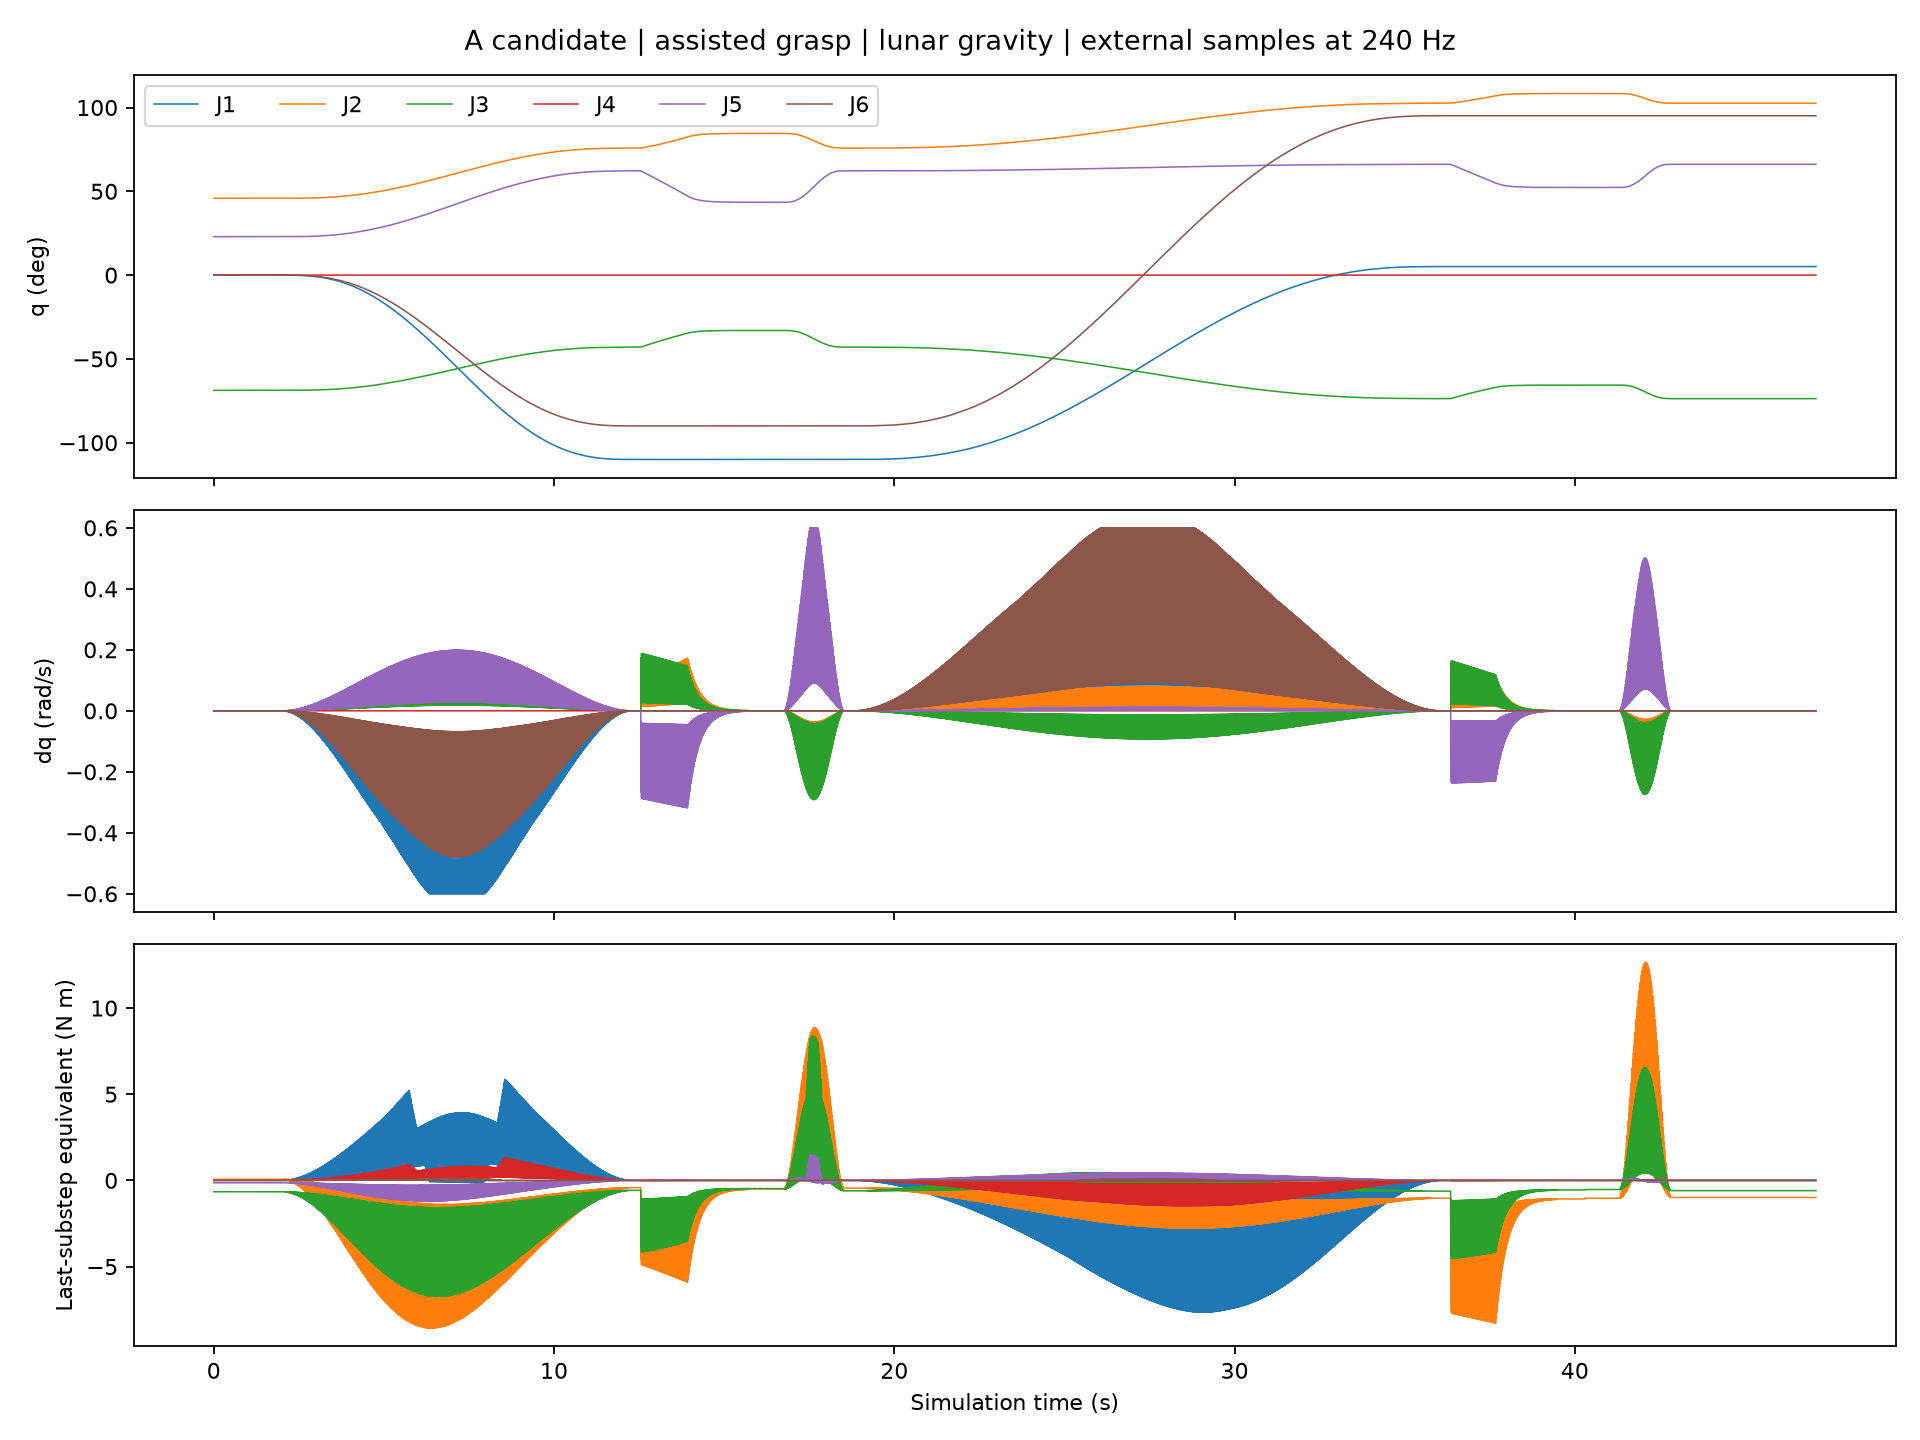 A candidate | assisted grasp | lunar gravity | external samples at 240 Hz
J1 J2 J3 J4 J5 J6
q (deg)
100
50
0
−50
−100
dq (rad/s)
0.6
0.4
0.2
0.0
−0.2
−0.4
−0.6
Last-substep equivalent (N m)
10
5
0
−5
0 10 20 30 40
Simulation time (s)